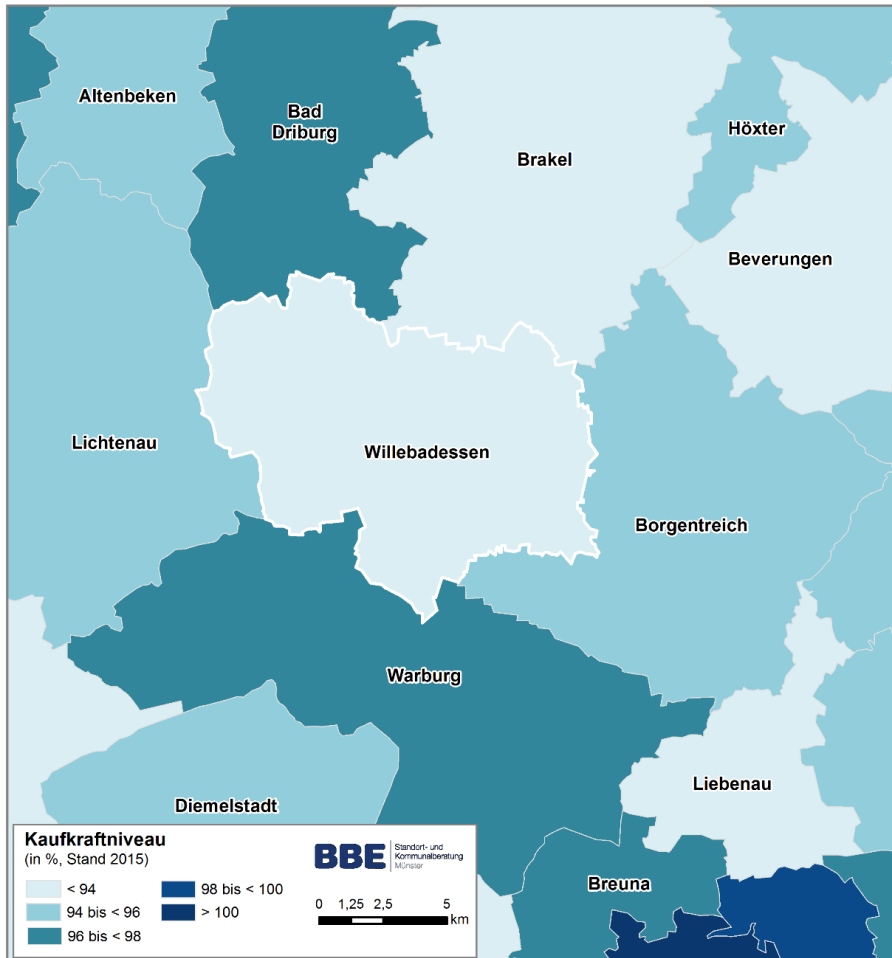 Altenbeken
Bad
Driburg
Höxter
Brakel
Beverungen
Lichtenau
Willebadessen
Borgentreich
Warburg
Liebenau
Diemelstadt
Breuna
Kaufkraftniveau
(in %, Stand 2015)
< 94
94 bis < 96
96 bis < 98
98 bis < 100
> 100
BBE
Standort- und
Kommunalberatung
Münster
0 1,25 2,5 5
km